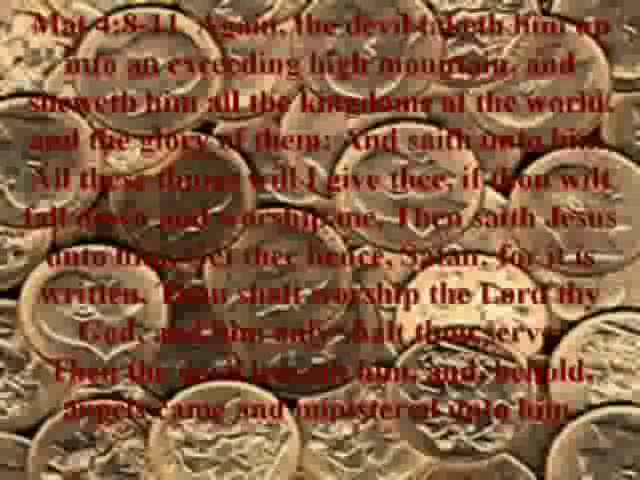 Mat 4:8-11 Again, the devil taketh him up
into an exceeding high mountain, and
sheweth him all the kingdoms of the world,
and the glory of them; And saith unto him,
All these things will I give thee, if thou wilt
fall down and worship me. Then saith Jesus
unto him, Get thee hence, Satan: for it is
written, Thou shalt worship the Lord thy
God, and him only shalt thou serve.
Then the devil leaveth him, and, behold,
angels came and ministered unto him.